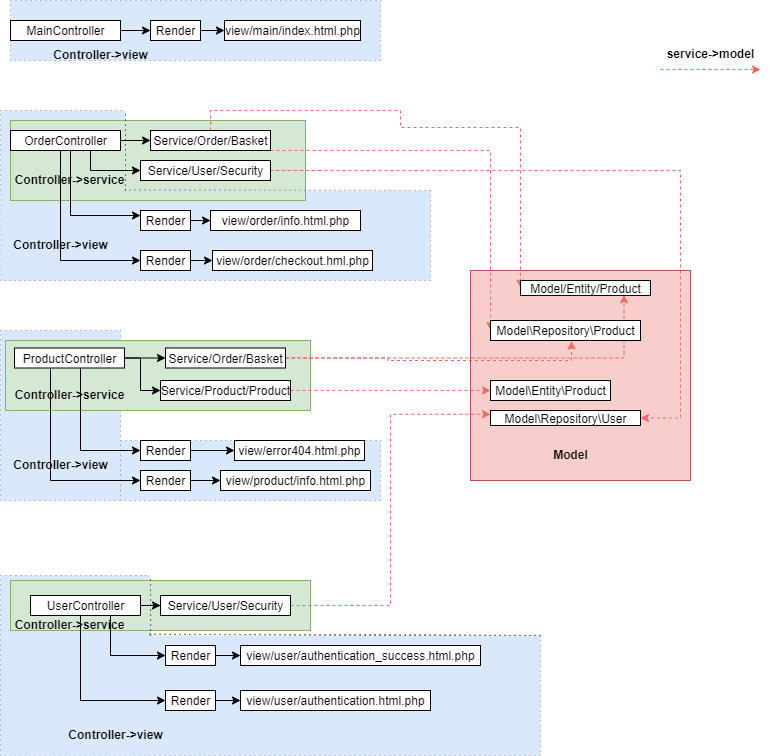 MainController
Render
view/main/index.html.php
Controller->view
service->model
OrderController
Service/Order/Basket
Service/User/Security
Controller->service
Render
view/order/info.html.php
Controller->view
Render
view/order/checkout.hml.php
Model/Entity/Product
Model\Repository\Product
ProductController
Service/Order/Basket
Service/Product/Product
Controller->service
Model\Entity\Product
Model\Repository\User
Model
Render
view/error404.html.php
Controller->view
Render
view/product/info.html.php
UserController
Service/User/Security
Controller->service
Render
view/user/authentication_success.html.php
Render
view/user/authentication.html.php
Controller->view